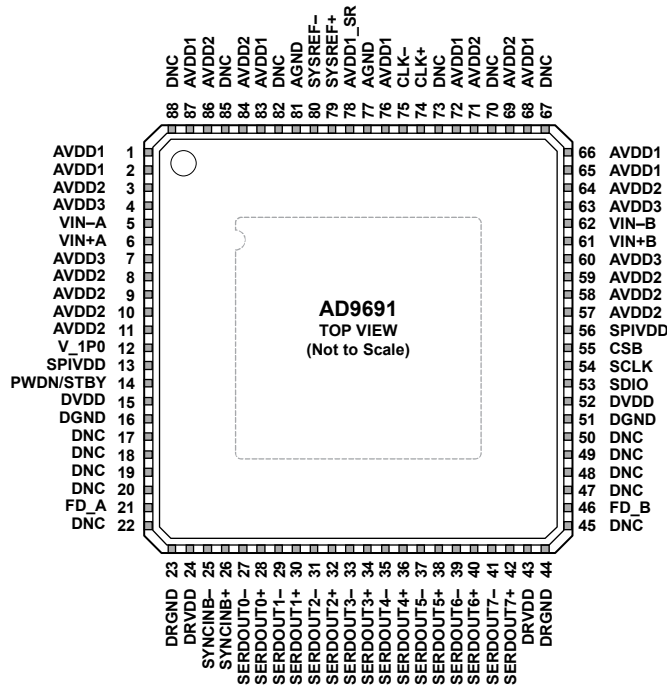 DNC AVDD1 AVDD2 DNC AVDD2 AVDD1 DNC AGND SYSREF– SYSREF+ AVDD1_SR AGND AVDD1 CLK– CLK+ DNC AVDD1 AVDD2 DNC AVDD2 AVDD1 DNC
88 87 86 85 84 83 82 81 80 79 78 77 76 75 74 73 72 71 70 69 68 67
AVDD1 1
AVDD1 2
AVDD2 3
AVDD3 4
VIN–A 5
VIN+A 6
AVDD3 7
AVDD2 8
AVDD2 9
AVDD2 10
AVDD2 11
V_1P0 12
SPIVDD 13
PWDN/STBY 14
DVDD 15
DGND 16
DNC 17
DNC 18
DNC 19
DNC 20
FD_A 21
DNC 22
AD9691
TOP VIEW
(Not to Scale)
66 AVDD1
65 AVDD1
64 AVDD2
63 AVDD3
62 VIN–B
61 VIN+B
60 AVDD3
59 AVDD2
58 AVDD2
57 AVDD2
56 SPIVDD
55 CSB
54 SCLK
53 SDIO
52 DVDD
51 DGND
50 DNC
49 DNC
48 DNC
47 DNC
46 FD_B
45 DNC
23 24 25 26 27 28 29 30 31 32 33 34 35 36 37 38 39 40 41 42 43 44
DRGND DRVDD SYNCINB– SYNCINB+ SERDOUT0– SERDOUT0+ SERDOUT1– SERDOUT1+ SERDOUT2– SERDOUT2+ SERDOUT3– SERDOUT3+ SERDOUT4– SERDOUT4+ SERDOUT5– SERDOUT5+ SERDOUT6– SERDOUT6+ SERDOUT7– SERDOUT7+ DRVDD DRGND